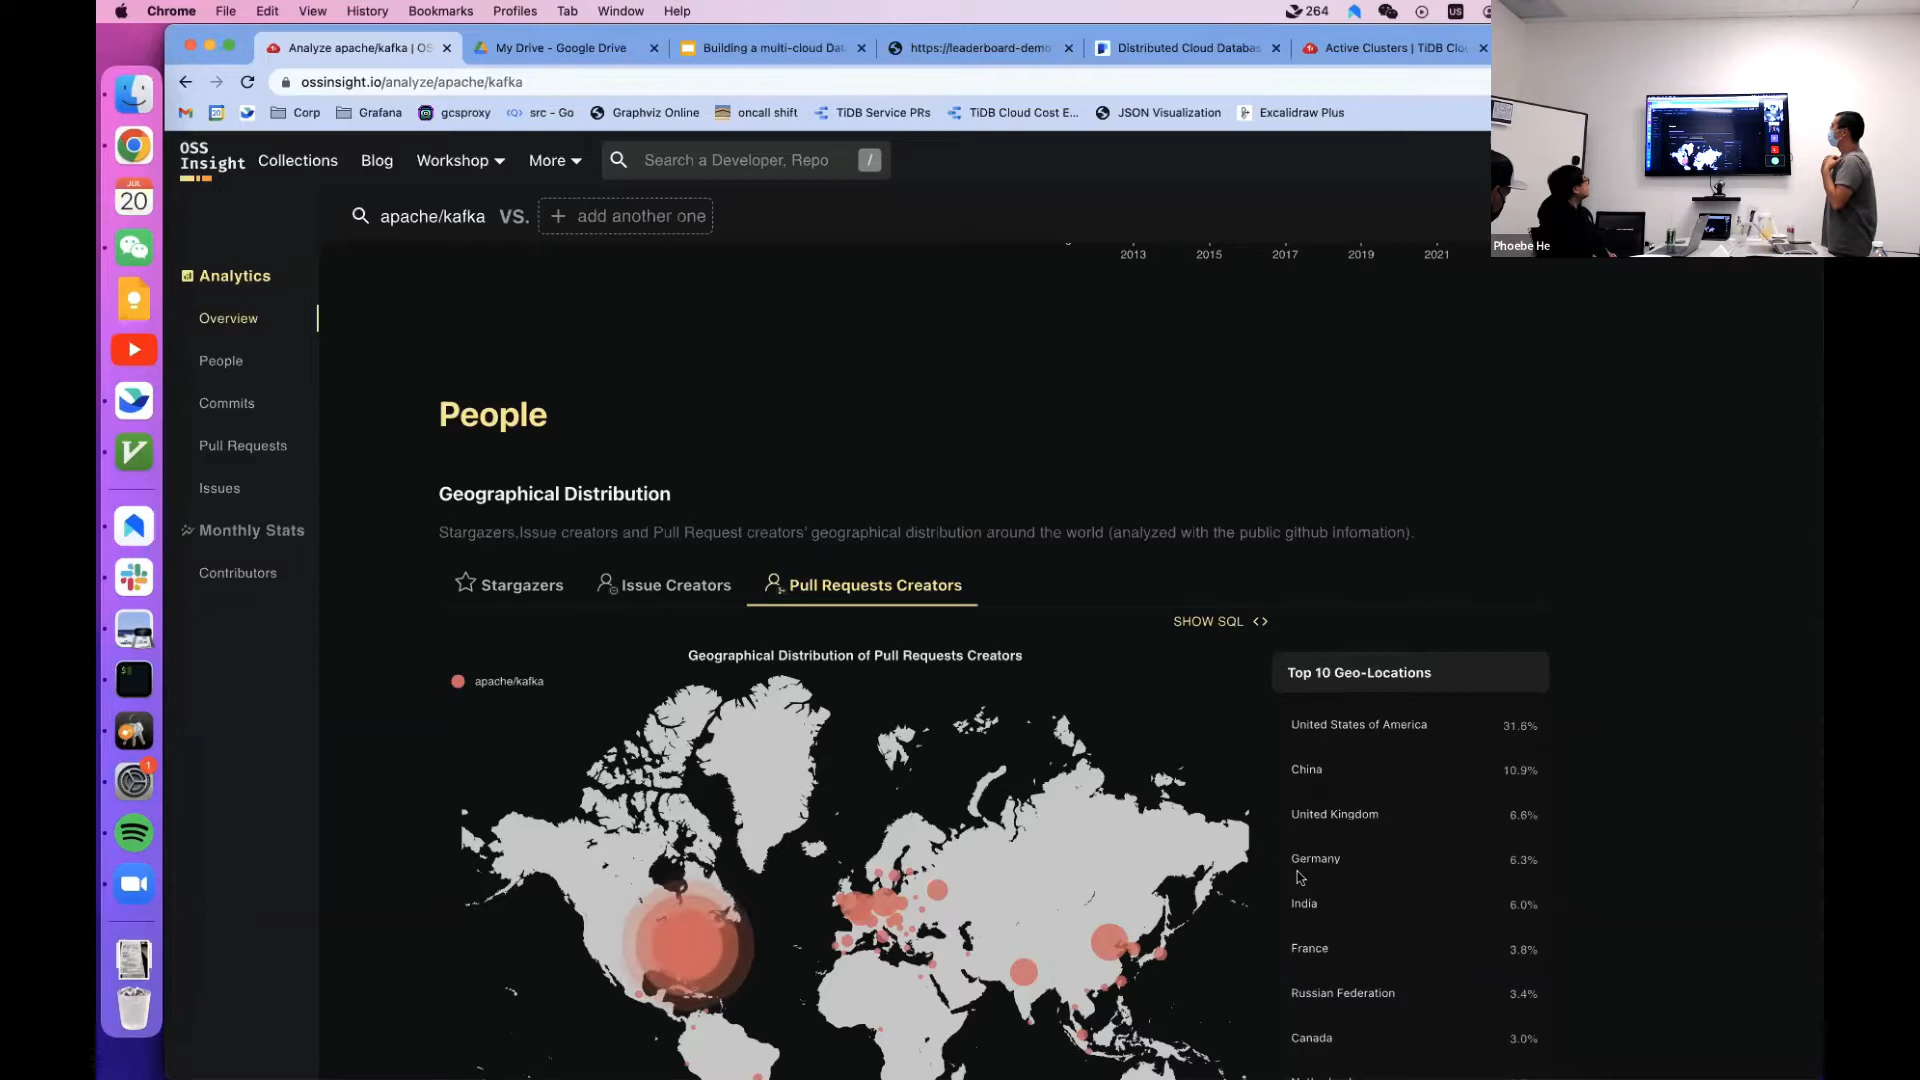 Chrome File Edit View History Bookmarks Profiles Tab Window Help
264
US
Analyze apache/kafka | OS
My Drive - Google Drive
Building a multi-cloud Dat
https://leaderboard-demo
Distributed Cloud Databas
Active Clusters | TiDB Clo
ossinsight.io/analyze/apache/kafka
Corp
Grafana
gcsproxy
src - Go
Graphviz Online
oncall shift
TiDB Service PRs
TiDB Cloud Cost E...
JSON Visualization
Excalidraw Plus
OSS
Insight
Collections
Blog
Workshop
More
Search a Developer, Repo
/
apache/kafka VS. + add another one
Phoebe He
JUL
20
1
Analytics
Overview
People
Commits
Pull Requests
Issues
Monthly Stats
Contributors
2013 2015 2017 2019 2021
People
Geographical Distribution
Stargazers,Issue creators and Pull Request creators' geographical distribution around the world (analyzed with the public github infomation).
Stargazers
Issue Creators
Pull Requests Creators
SHOW SQL <>
Geographical Distribution of Pull Requests Creators
apache/kafka
Top 10 Geo-Locations
United States of America 31.6%
China 10.9%
United Kingdom 6.6%
Germany 6.3%
India 6.0%
France 3.8%
Russian Federation 3.4%
Canada 3.0%